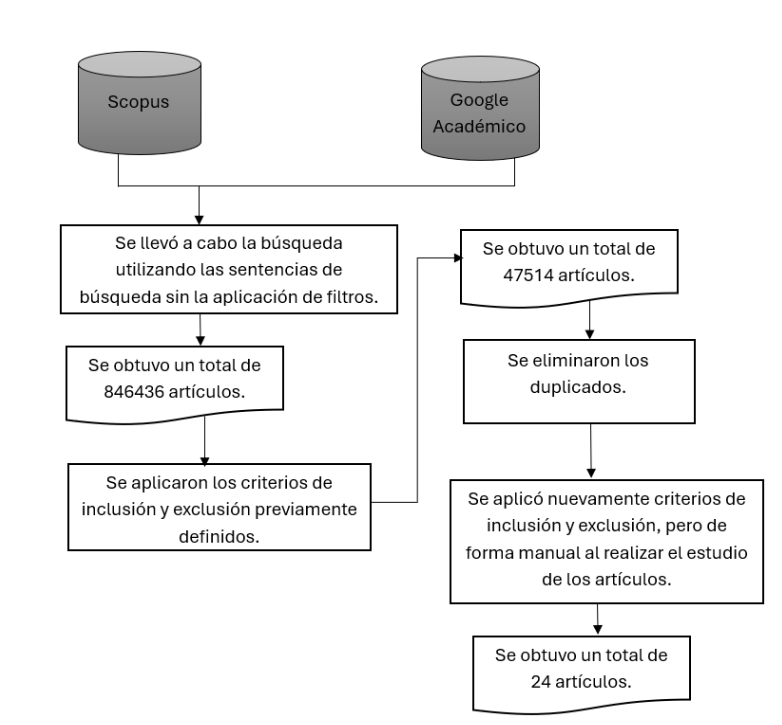 Scopus
Google
Académico
Se llevó a cabo la búsqueda
utilizando las sentencias de
búsqueda sin la aplicación de filtros.
Se obtuvo un total de
846436 artículos.
Se aplicaron los criterios de
inclusión y exclusión previamente
definidos.
Se obtuvo un total de
47514 artículos.
Se eliminaron los
duplicados.
Se aplicó nuevamente criterios de
inclusión y exclusión, pero de
forma manual al realizar el estudio
de los artículos.
Se obtuvo un total de
24 artículos.